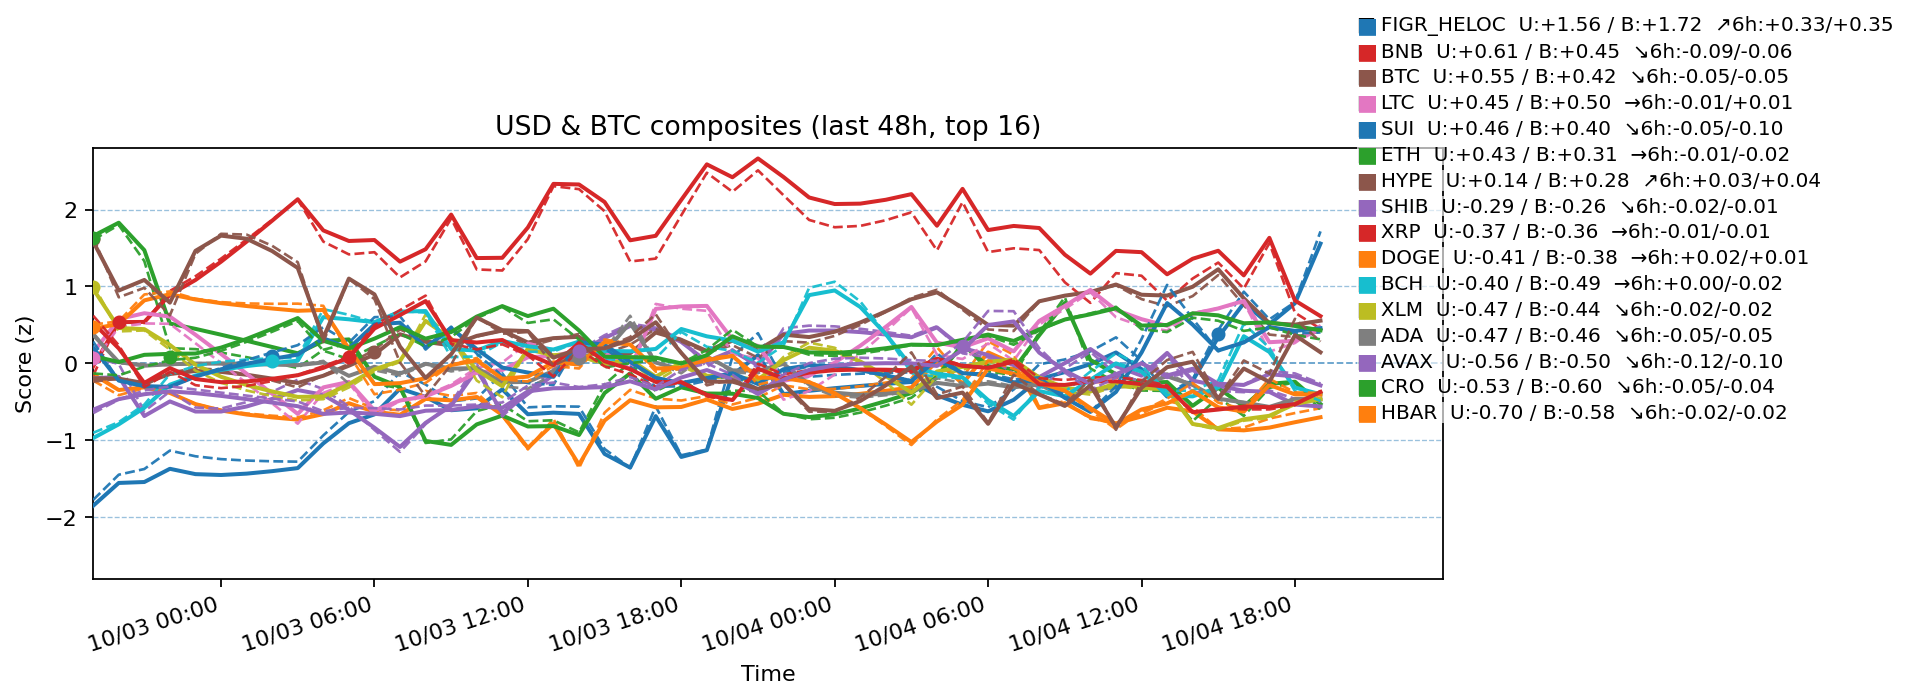 FIGR_HELOC U:+1.56 / B:+1.72 ↗6h:+0.33/+0.35
BNB U:+0.61 / B:+0.45 ↘6h:-0.09/-0.06
BTC U:+0.55 / B:+0.42 ↘6h:-0.05/-0.05
LTC U:+0.45 / B:+0.50 →6h:-0.01/+0.01
SUI U:+0.46 / B:+0.40 ↘6h:-0.05/-0.10
ETH U:+0.43 / B:+0.31 →6h:-0.01/-0.02
HYPE U:+0.14 / B:+0.28 ↗6h:+0.03/+0.04
SHIB U:-0.29 / B:-0.26 ↘6h:-0.02/-0.01
XRP U:-0.37 / B:-0.36 →6h:-0.01/-0.01
DOGE U:-0.41 / B:-0.38 →6h:+0.02/+0.01
BCH U:-0.40 / B:-0.49 →6h:+0.00/-0.02
XLM U:-0.47 / B:-0.44 ↘6h:-0.02/-0.02
ADA U:-0.47 / B:-0.46 ↘6h:-0.05/-0.05
AVAX U:-0.56 / B:-0.50 ↘6h:-0.12/-0.10
CRO U:-0.53 / B:-0.60 ↘6h:-0.05/-0.04
HBAR U:-0.70 / B:-0.58 ↘6h:-0.02/-0.02
USD & BTC composites (last 48h, top 16)
Score (z)
2
1
0
−1
−2
10/03 00:00
10/03 06:00
10/03 12:00
10/03 18:00
10/04 00:00
10/04 06:00
10/04 12:00
10/04 18:00
Time